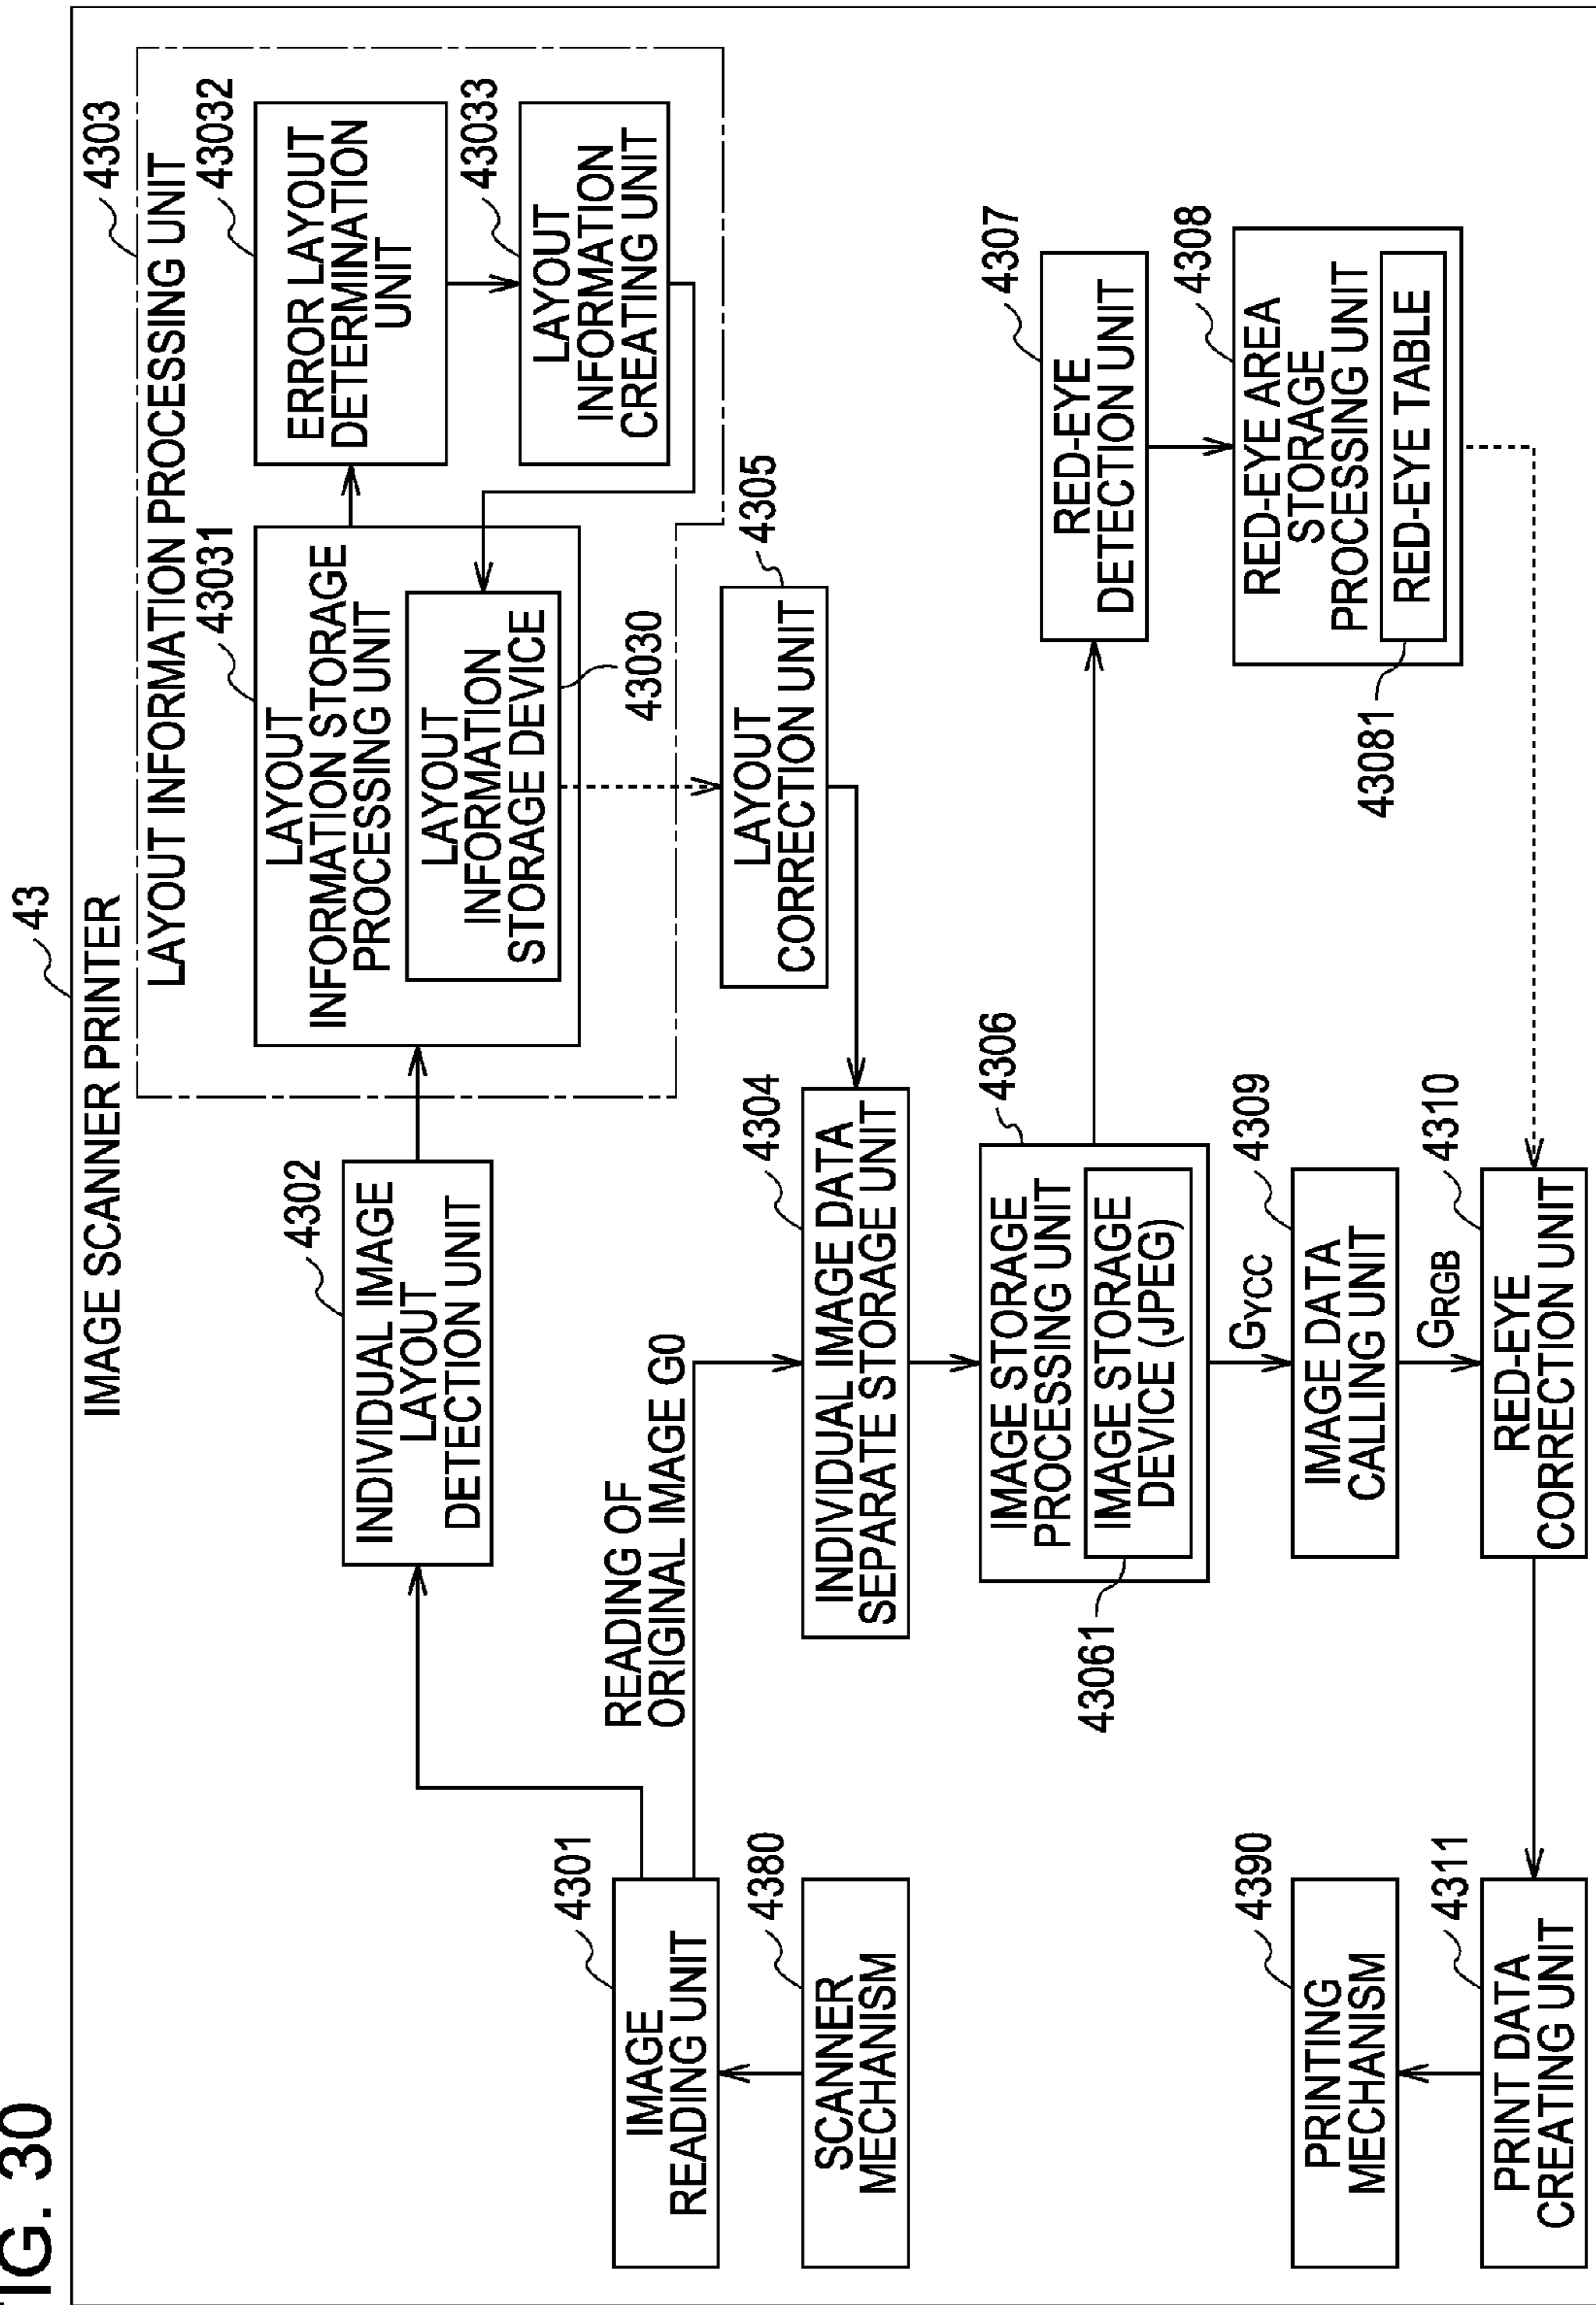 FIG. 30
43
IMAGE SCANNER PRINTER
4303
LAYOUT INFORMATION PROCESSING UNIT
4302
INDIVIDUAL IMAGE
LAYOUT
DETECTION UNIT
43031
LAYOUT
INFORMATION STORAGE
PROCESSING UNIT
LAYOUT
INFORMATION
STORAGE DEVICE
43030
43032
ERROR LAYOUT
DETERMINATION
UNIT
43033
LAYOUT
INFORMATION
CREATING UNIT
4301
IMAGE
READING UNIT
READING OF
ORIGINAL IMAGE G0
4305
LAYOUT
CORRECTION UNIT
4380
SCANNER
MECHANISM
4304
INDIVIDUAL IMAGE DATA
SEPARATE STORAGE UNIT
4306
IMAGE STORAGE
PROCESSING UNIT
IMAGE STORAGE
DEVICE (JPEG)
43061
4307
RED-EYE
DETECTION UNIT
4308
RED-EYE AREA
STORAGE
PROCESSING UNIT
RED-EYE TABLE
43081
GYCC
4309
IMAGE DATA
CALLING UNIT
4390
PRINTING
MECHANISM
GRGB
4310
RED-EYE
CORRECTION UNIT
4311
PRINT DATA
CREATING UNIT